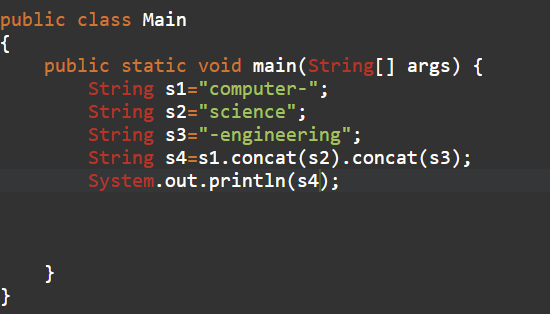 public class Main
{
    public static void main(String[] args) {
        String s1="computer-";
        String s2="science";
        String s3="-engineering";
        String s4=s1.concat(s2).concat(s3);
        System.out.println(s4);
    }
}